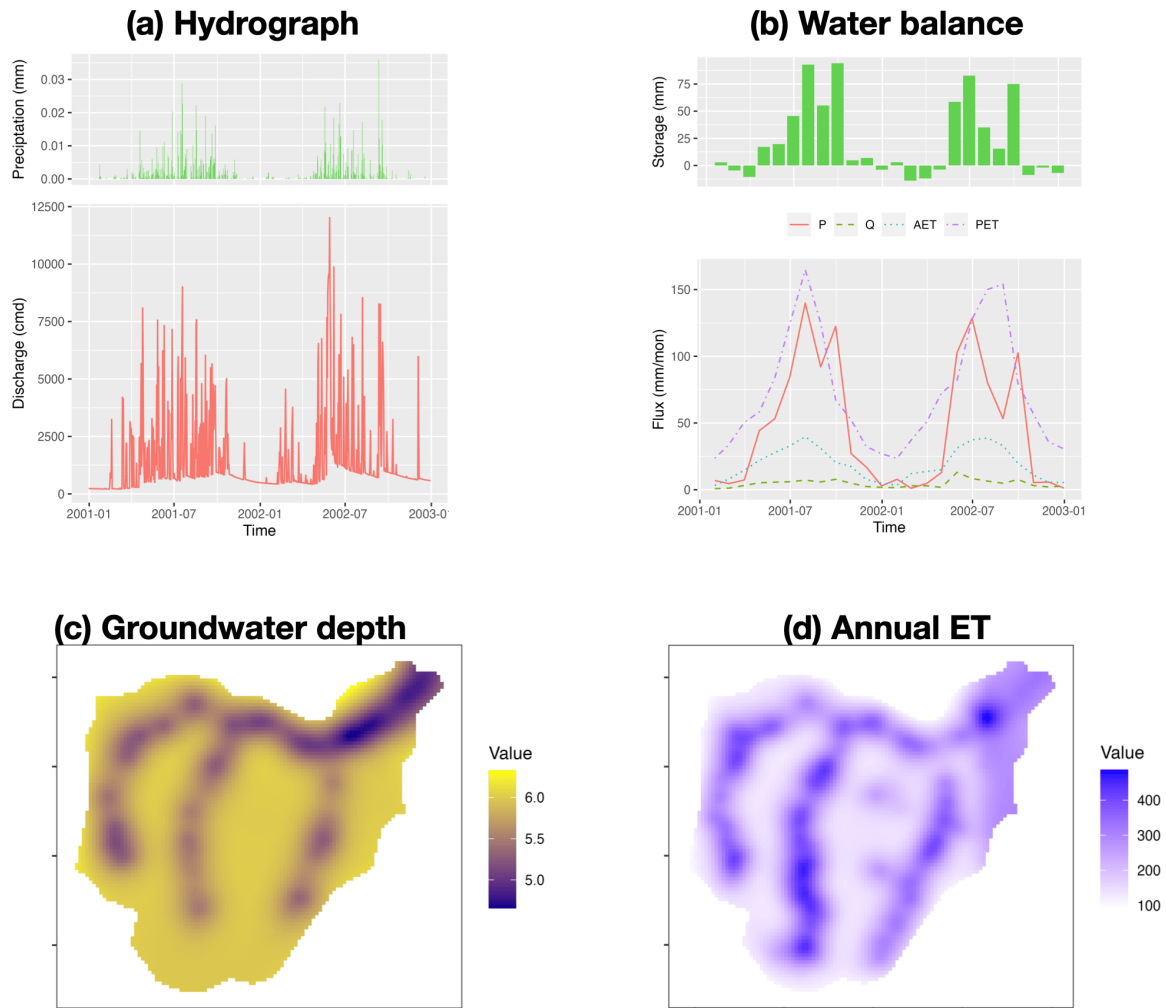 (a) Hydrograph
Preciptation (mm)
0.03
0.02
0.01
0.00
Discharge (cmd)
12500
10000
7500
5000
2500
0
2001-01
2001-07
2002-01
2002-07
2003-01
Time
(b) Water balance
Storage (mm)
75
50
25
0
P
Q
AET
PET
Flux (mm/mon)
150
100
50
0
2001-01
2001-07
2002-01
2002-07
2003-01
Time
(c) Groundwater depth
Value
6.0
5.5
5.0
(d) Annual ET
Value
400
300
200
100